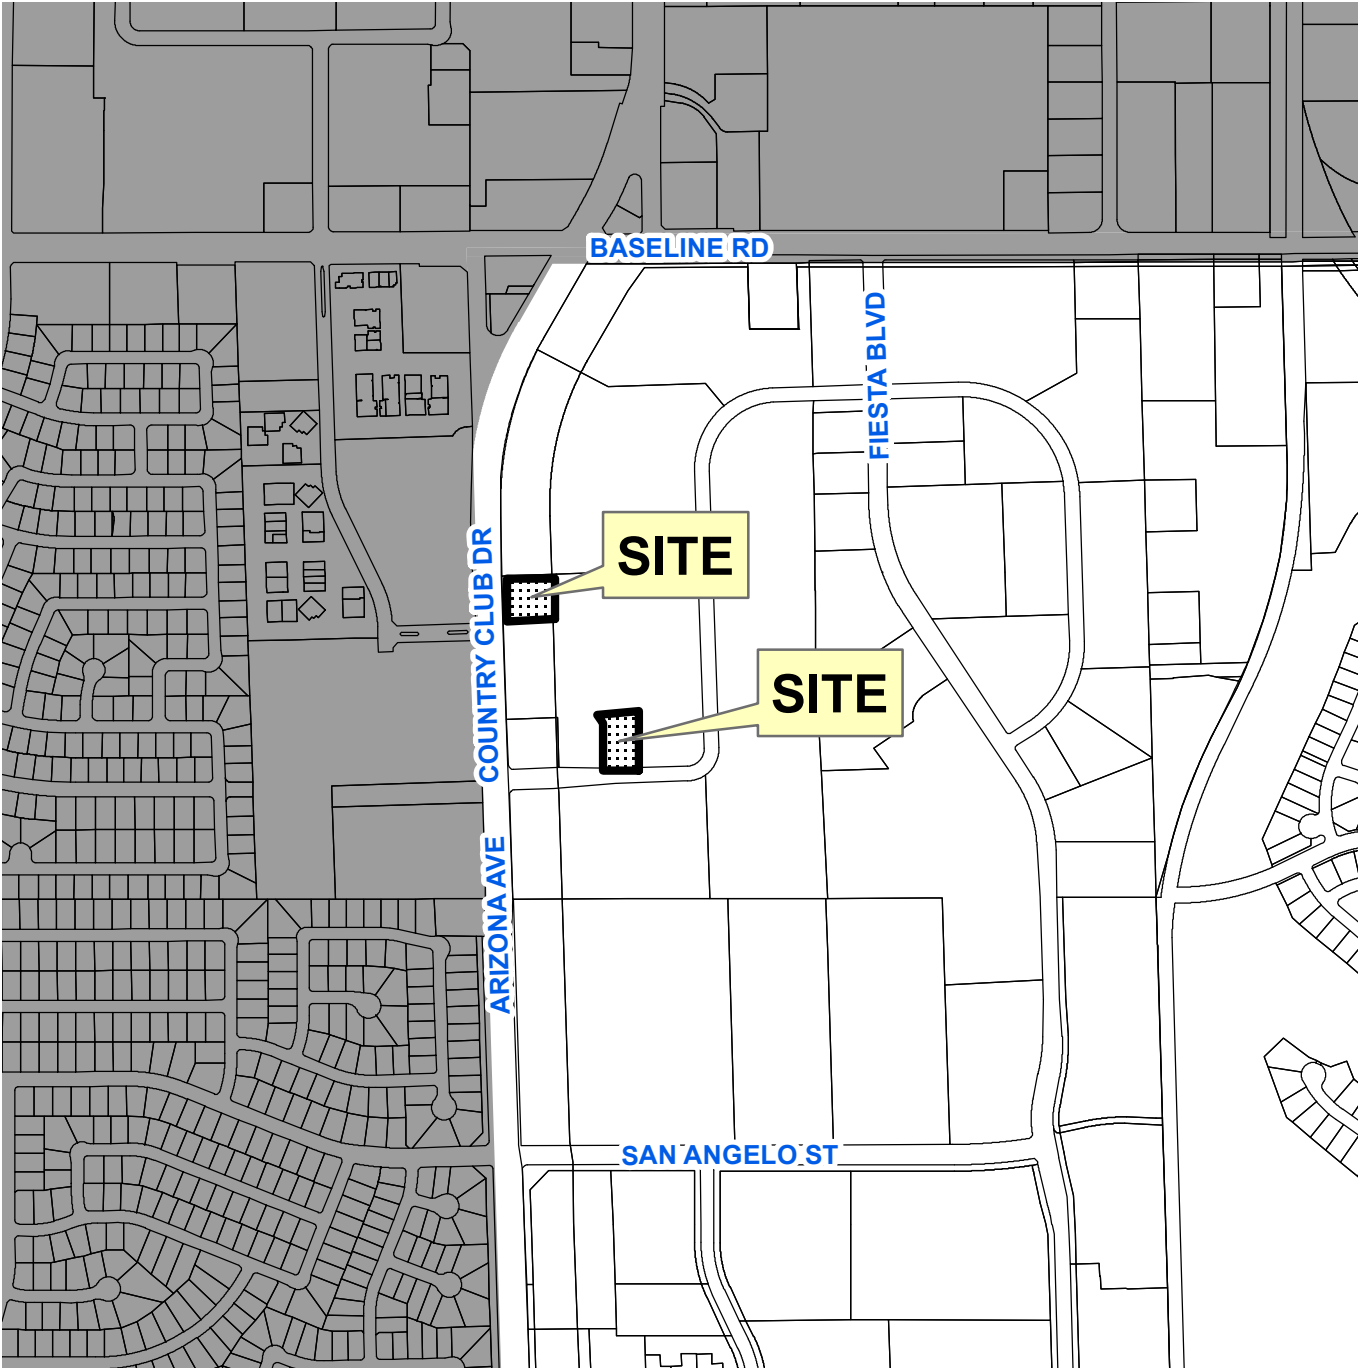 BASELINE RD
FIESTA BLVD
SITE
COUNTRY CLUB DR
SITE
ARIZONA AVE
SAN ANGELO ST